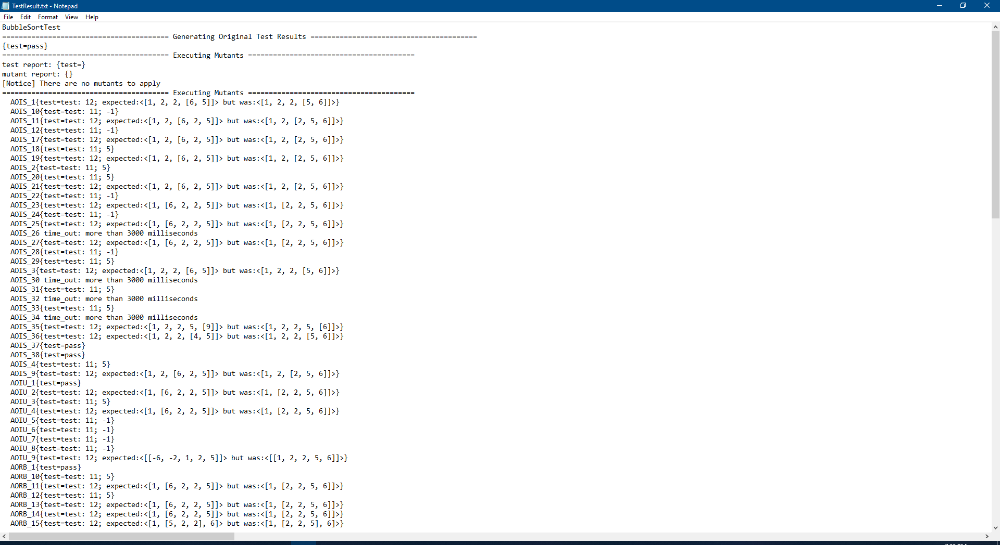 TestResult.txt - Notepad
File Edit Format View Help
BubbleSortTest
======================================== Generating Original Test Results ========================================
{test=pass}
======================================== Executing Mutants ========================================
test report: {test=}
mutant report: {}
[Notice] There are no mutants to apply
======================================== Executing Mutants ========================================
AOIS_1{test=test: 12; expected:<[1, 2, 2, [6, 5]]> but was:<[1, 2, 2, [5, 6]]>}
AOIS_10{test=test: 11; -1}
AOIS_11{test=test: 12; expected:<[1, 2, [6, 2, 5]]> but was:<[1, 2, [2, 5, 6]]>}
AOIS_12{test=test: 11; -1}
AOIS_17{test=test: 12; expected:<[1, 2, [6, 2, 5]]> but was:<[1, 2, [2, 5, 6]]>}
AOIS_18{test=test: 11; 5}
AOIS_19{test=test: 12; expected:<[1, 2, [6, 2, 5]]> but was:<[1, 2, [2, 5, 6]]>}
AOIS_2{test=test: 11; 5}
AOIS_20{test=test: 11; 5}
AOIS_21{test=test: 12; expected:<[1, 2, [6, 2, 5]]> but was:<[1, 2, [2, 5, 6]]>}
AOIS_22{test=test: 11; -1}
AOIS_23{test=test: 12; expected:<[1, [6, 2, 2, 5]]> but was:<[1, [2, 2, 5, 6]]>}
AOIS_24{test=test: 11; -1}
AOIS_25{test=test: 12; expected:<[1, [6, 2, 2, 5]]> but was:<[1, [2, 2, 5, 6]]>}
AOIS_26 time_out: more than 3000 milliseconds
AOIS_27{test=test: 12; expected:<[1, [6, 2, 2, 5]]> but was:<[1, [2, 2, 5, 6]]>}
AOIS_28{test=test: 11; -1}
AOIS_29{test=test: 11; 5}
AOIS_3{test=test: 12; expected:<[1, 2, 2, [6, 5]]> but was:<[1, 2, 2, [5, 6]]>}
AOIS_30 time_out: more than 3000 milliseconds
AOIS_31{test=test: 11; 5}
AOIS_32 time_out: more than 3000 milliseconds
AOIS_33{test=test: 11; 5}
AOIS_34 time_out: more than 3000 milliseconds
AOIS_35{test=test: 12; expected:<[1, 2, 2, 5, [9]]> but was:<[1, 2, 2, 5, [6]]>}
AOIS_36{test=test: 12; expected:<[1, 2, 2, [4, 5]]> but was:<[1, 2, 2, [5, 6]]>}
AOIS_37{test=pass}
AOIS_38{test=pass}
AOIS_4{test=test: 11; 5}
AOIS_9{test=test: 12; expected:<[1, 2, [6, 2, 5]]> but was:<[1, 2, [2, 5, 6]]>}
AOIU_1{test=pass}
AOIU_2{test=test: 12; expected:<[1, [6, 2, 2, 5]]> but was:<[1, [2, 2, 5, 6]]>}
AOIU_3{test=test: 11; 5}
AOIU_4{test=test: 12; expected:<[1, [6, 2, 2, 5]]> but was:<[1, [2, 2, 5, 6]]>}
AOIU_5{test=test: 11; -1}
AOIU_6{test=test: 11; -1}
AOIU_7{test=test: 11; -1}
AOIU_8{test=test: 11; -1}
AOIU_9{test=test: 12; expected:<[[-6, -2, 1, 2, 5]]> but was:<[[1, 2, 2, 5, 6]]>}
AORB_1{test=pass}
AORB_10{test=test: 11; 5}
AORB_11{test=test: 12; expected:<[1, [6, 2, 2, 5]]> but was:<[1, [2, 2, 5, 6]]>}
AORB_12{test=test: 11; 5}
AORB_13{test=test: 12; expected:<[1, [6, 2, 2, 5]]> but was:<[1, [2, 2, 5, 6]]>}
AORB_14{test=test: 12; expected:<[1, [6, 2, 2, 5]]> but was:<[1, [2, 2, 5, 6]]>}
AORB_15{test=test: 12; expected:<[1, [5, 2, 2], 6]> but was:<[1, [2, 2, 5], 6]>}